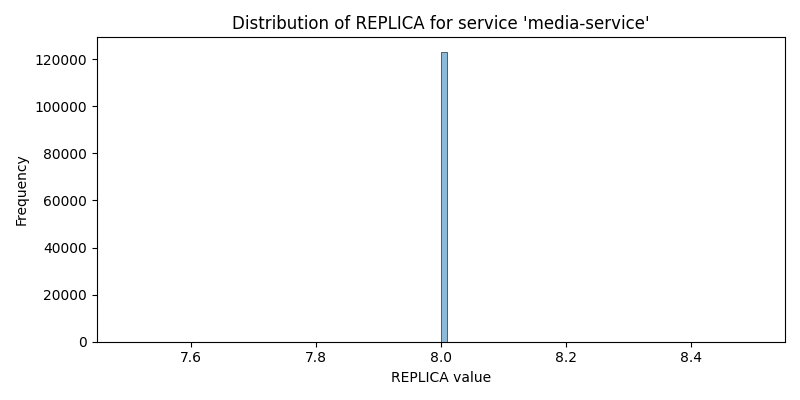 Distribution of REPLICA for service 'media-service'
120000
100000
80000
60000
40000
20000
0
Frequency
7.6 7.8 8.0 8.2 8.4
REPLICA value